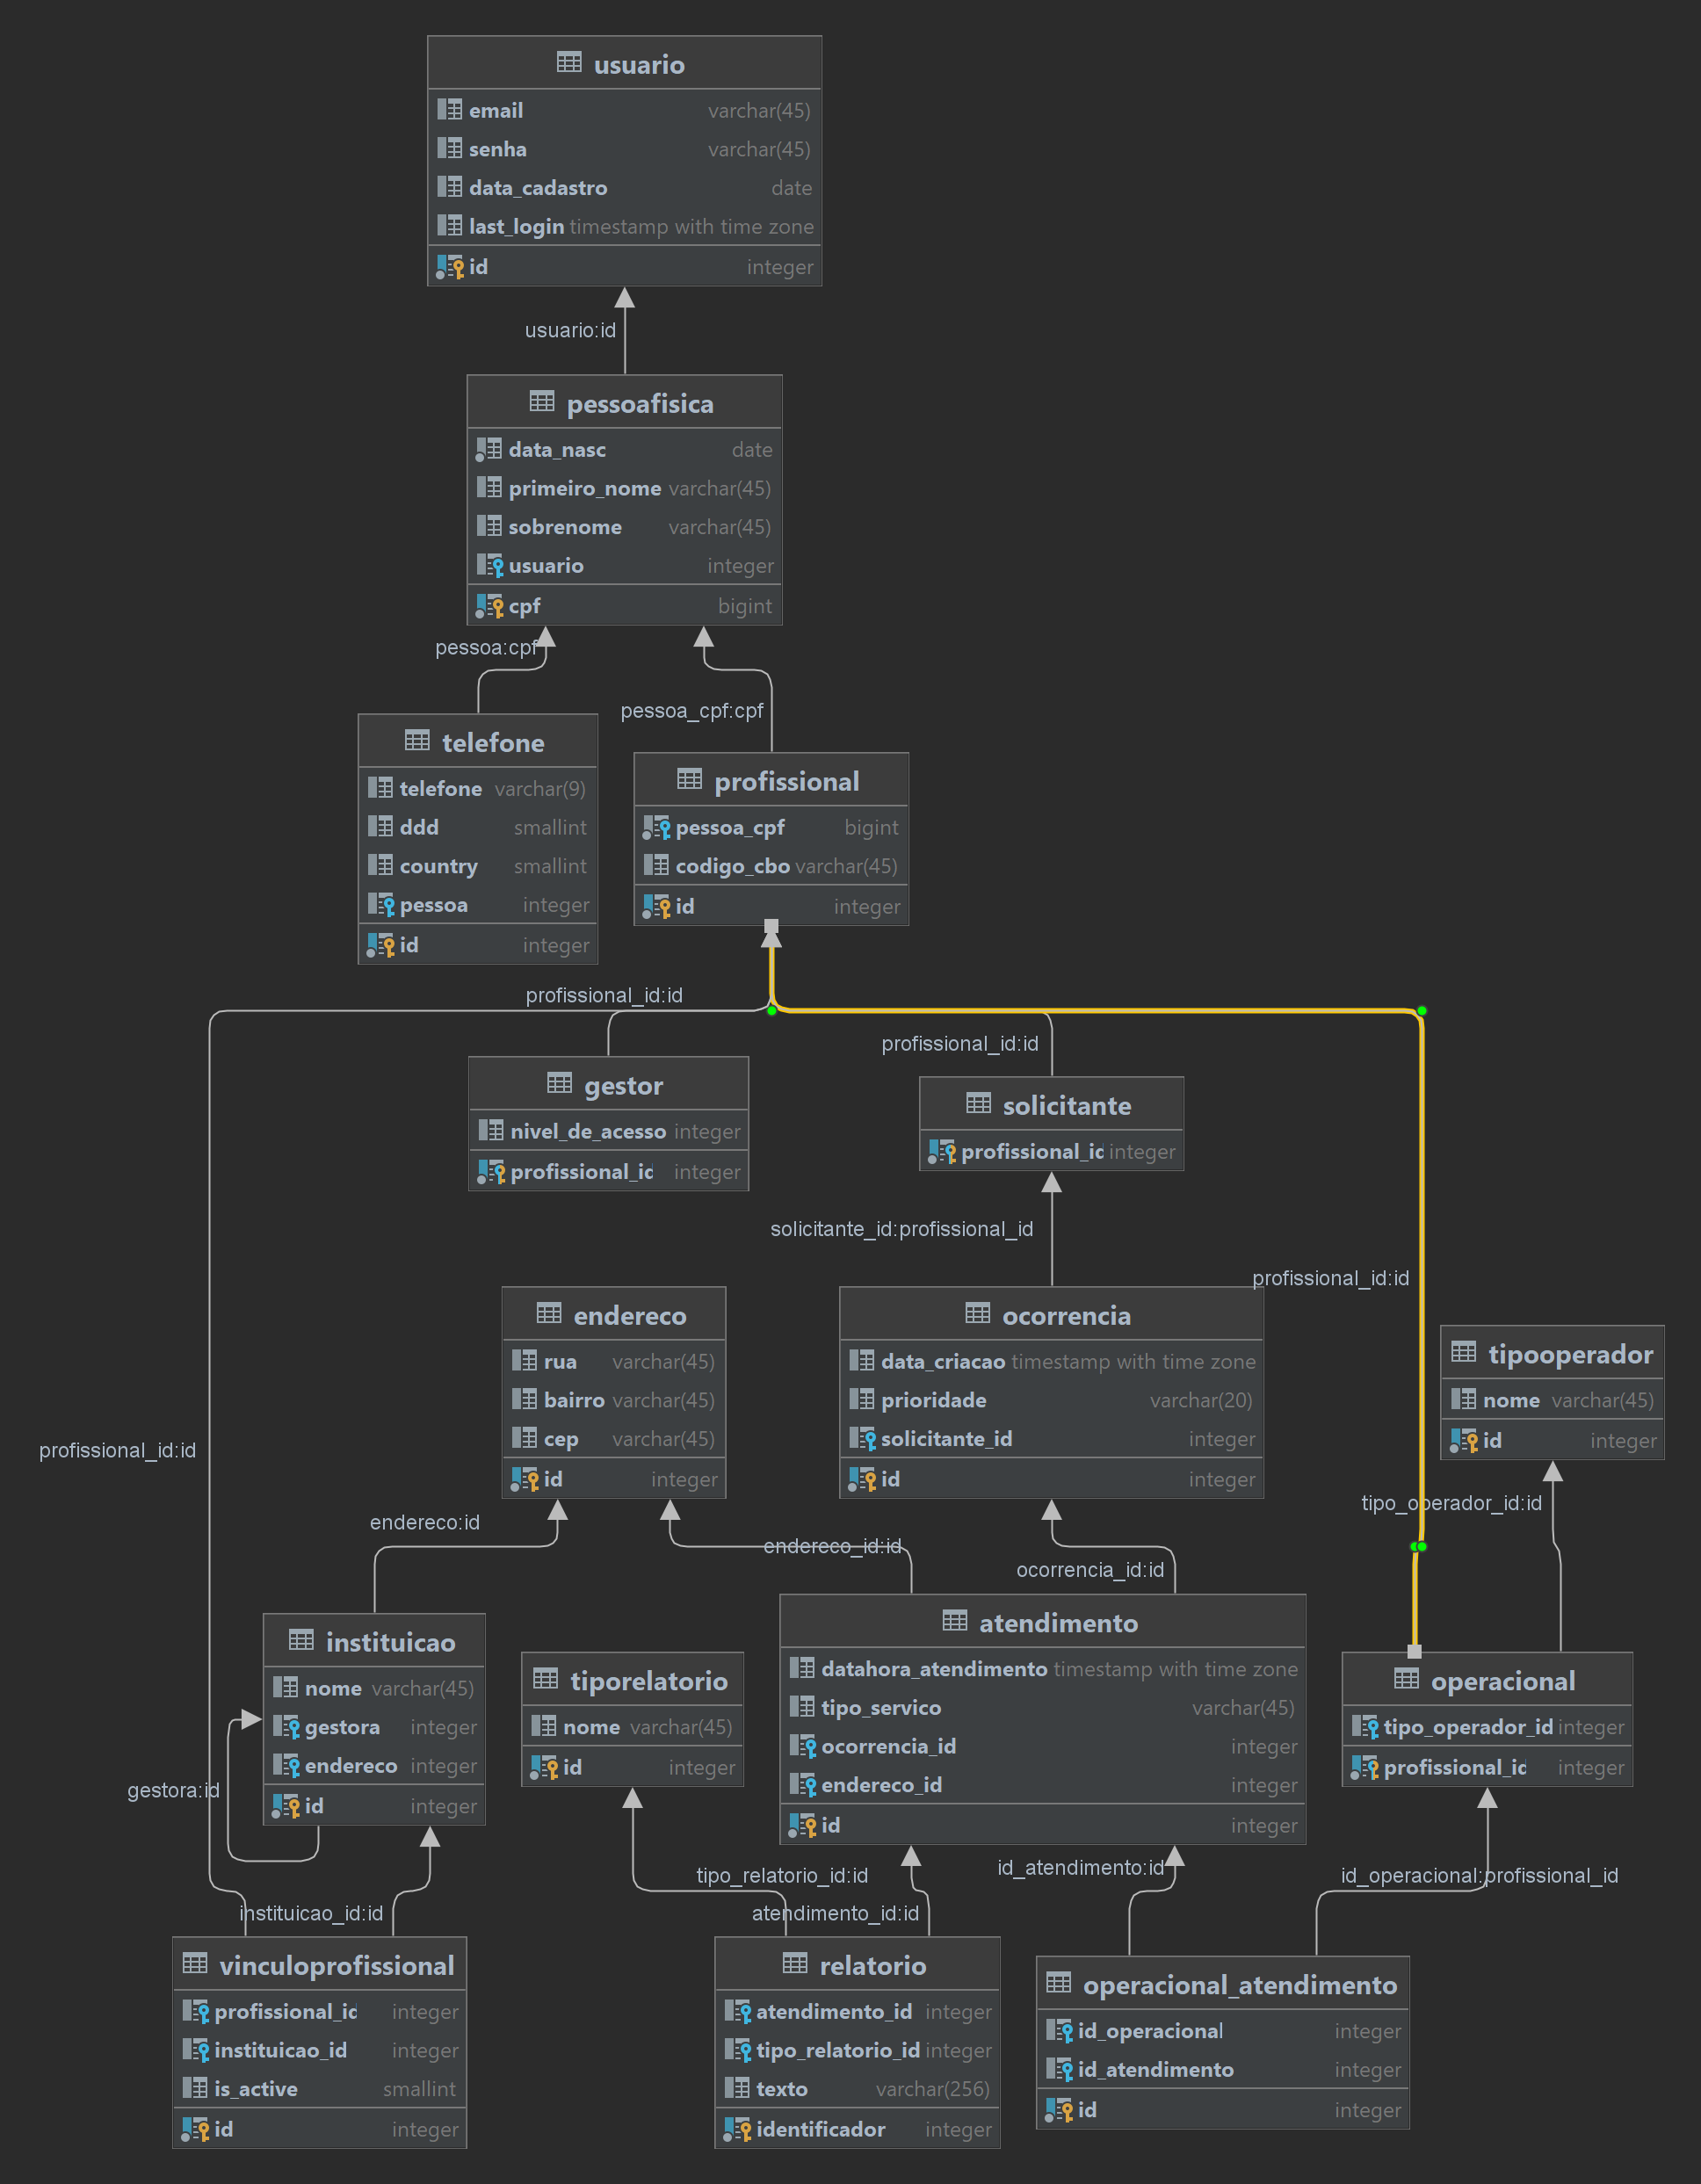 usuario
email varchar(45)
senha varchar(45)
data_cadastro date
last_login timestamp with time zone
id integer
usuario:id
pessoafisica
data_nasc date
primeiro_nome varchar(45)
sobrenome varchar(45)
usuario integer
cpf bigint
pessoa:cpf
pessoa_cpf:cpf
telefone
telefone varchar(9)
ddd smallint
country smallint
pessoa integer
id integer
profissional
pessoa_cpf bigint
codigo_cbo varchar(45)
id integer
profissional_id:id
profissional_id:id
gestor
nivel_de_acesso integer
profissional_id integer
solicitante
profissional_id integer
solicitante_id:profissional_id
profissional_id:id
endereco
rua varchar(45)
bairro varchar(45)
cep varchar(45)
id integer
ocorrencia
data_criacao timestamp with time zone
prioridade varchar(20)
solicitante_id integer
id integer
tipooperador
nome varchar(45)
id integer
profissional_id:id
tipo_operador_id:id
endereco:id
endereco_id:id
ocorrencia_id:id
instituicao
nome varchar(45)
gestora integer
endereco integer
id integer
gestora:id
tiporelatorio
nome varchar(45)
id integer
atendimento
datahora_atendimento timestamp with time zone
tipo_servico varchar(45)
ocorrencia_id integer
endereco_id integer
id integer
operacional
tipo_operador_id integer
profissional_id integer
id_atendimento:id
tipo_relatorio_id:id
id_operacional:profissional_id
instituicao_id:id
atendimento_id:id
vinculoprofissional
profissional_id integer
instituicao_id integer
is_active smallint
id integer
relatorio
atendimento_id integer
tipo_relatorio_id integer
texto varchar(256)
identificador integer
operacional_atendimento
id_operacional integer
id_atendimento integer
id integer